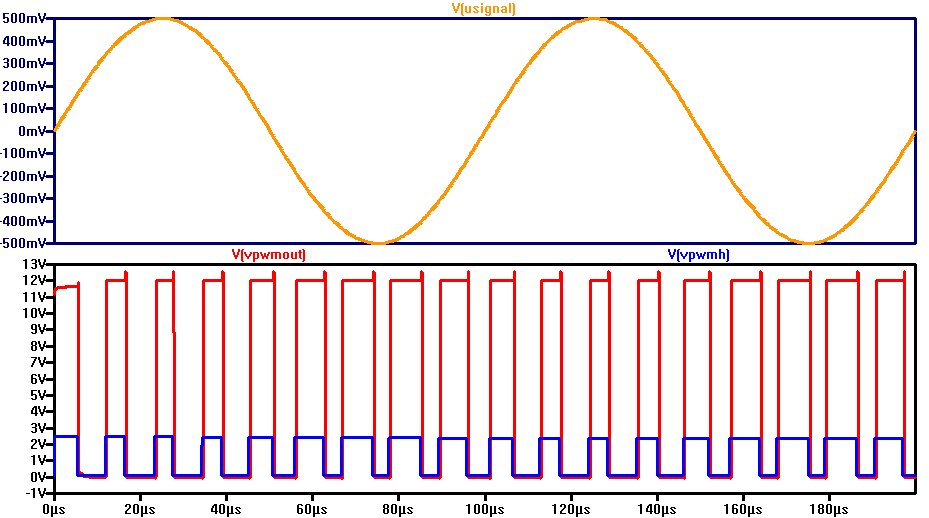 V(usignal)
500mV
400mV
300mV
200mV
100mV
0mV
-100mV
-200mV
-300mV
-400mV
-500mV
V(vpwmout) V(vpwmh)
13V
12V
11V
10V
9V
8V
7V
6V
5V
4V
3V
2V
1V
0V
-1V
0µs 20µs 40µs 60µs 80µs 100µs 120µs 140µs 160µs 180µs